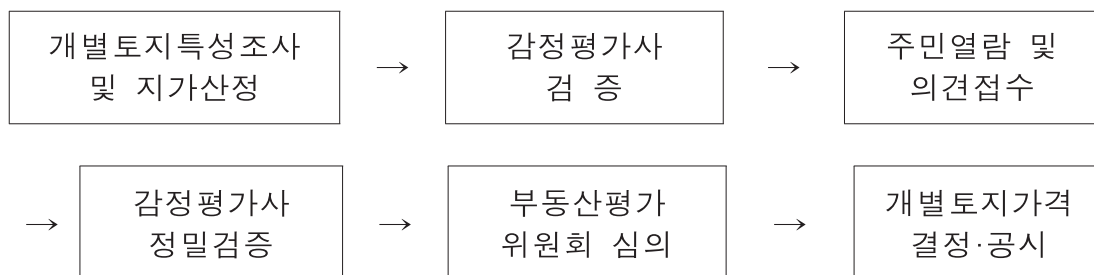 개별토지특성조사
및 지가산정
→
감정평가사
검 증
→
주민열람 및
의견접수
→
감정평가사
정밀검증
→
부동산평가
위원회 심의
→
개별토지가격
결정·공시